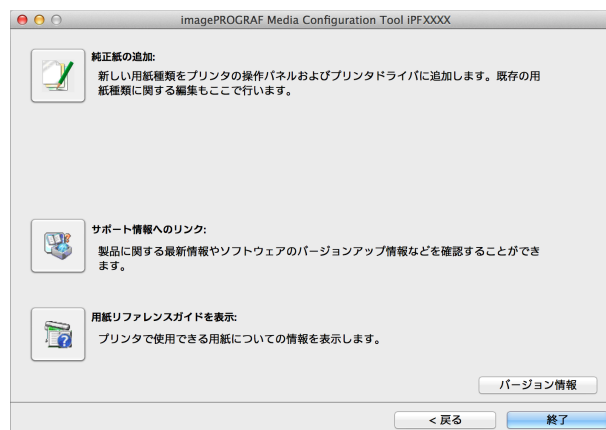 imagePROGRAF Media Configuration Tool iPFXXXX
純正紙の追加:
新しい用紙種類をプリンタの操作パネルおよびプリンタドライバに追加します。既存の用
紙種類に関する編集もここで行います。
サポート情報へのリンク:
製品に関する最新情報やソフトウェアのバージョンアップ情報などを確認することができ
ます。
用紙リファレンスガイドを表示:
プリンタで使用できる用紙についての情報を表示します。
バージョン情報
< 戻る
終了